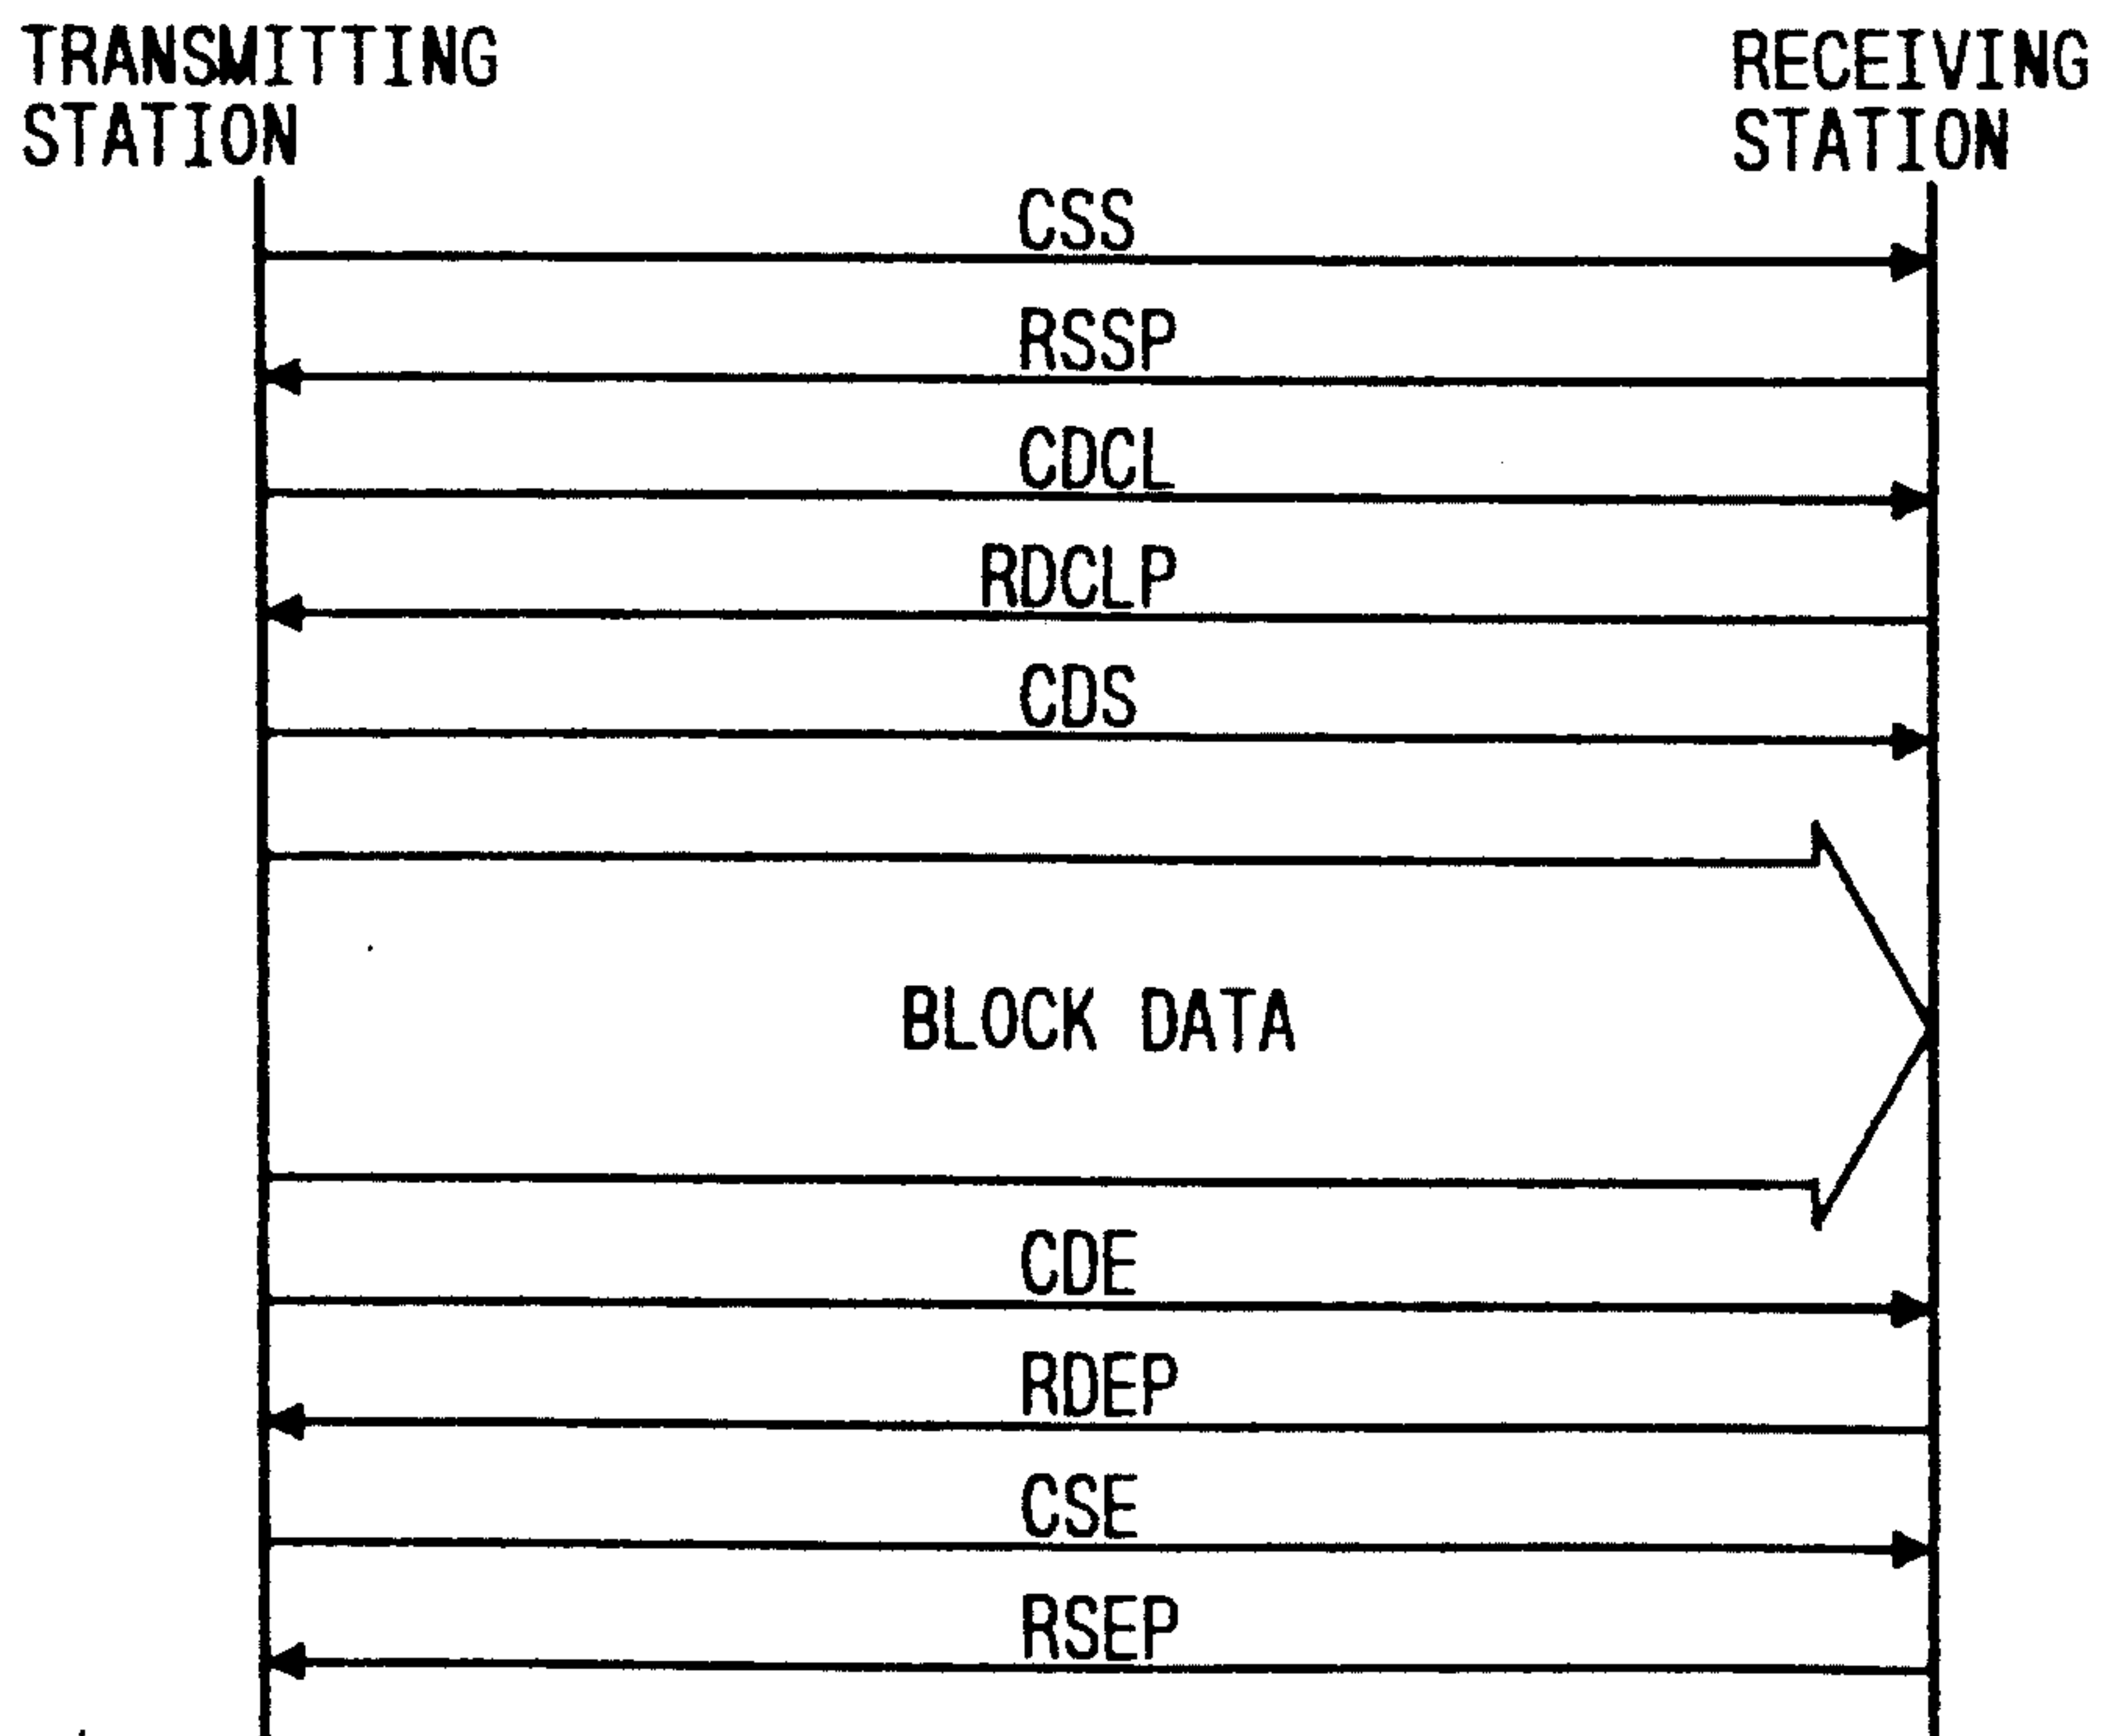 TRANSMITTING
STATION
RECEIVING
STATION
CSS
RSSP
CDCL
RDCLP
CDS
BLOCK DATA
CDE
RDEP
CSE
RSEP